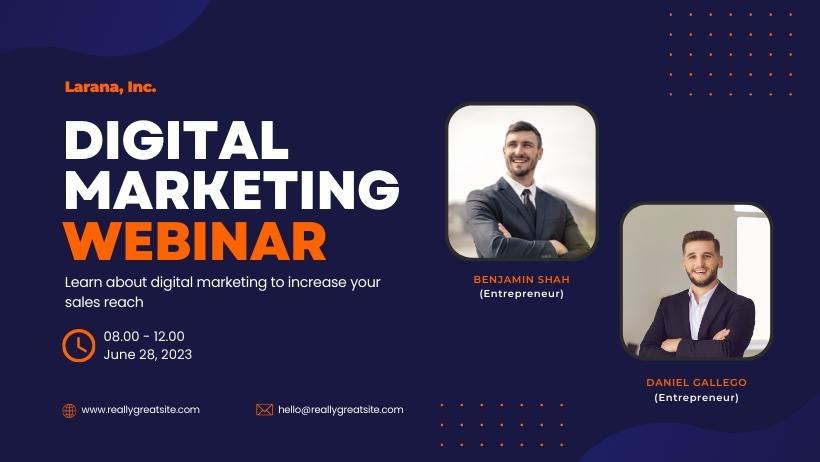 Larana, Inc.
DIGITAL
MARKETING
WEBINAR
Learn about digital marketing to increase your
sales reach
08.00 - 12.00
June 28, 2023
www.reallygreatsite.com
hello@reallygreatsite.com
BENJAMIN SHAH
(Entrepreneur)
DANIEL GALLEGO
(Entrepreneur)